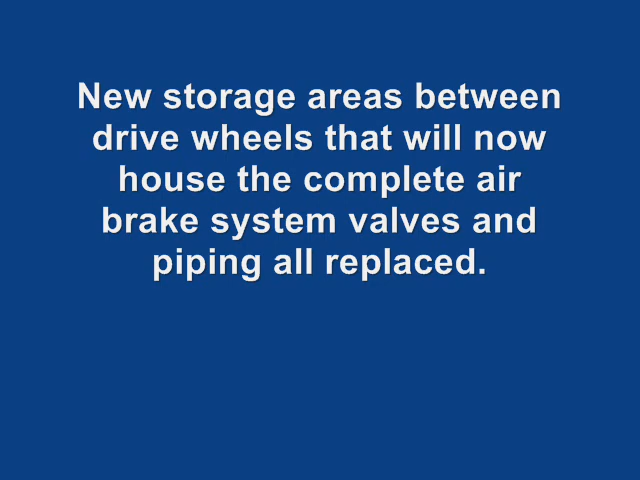 New storage areas between
drive wheels that will now
house the complete air
brake system valves and
piping all replaced.